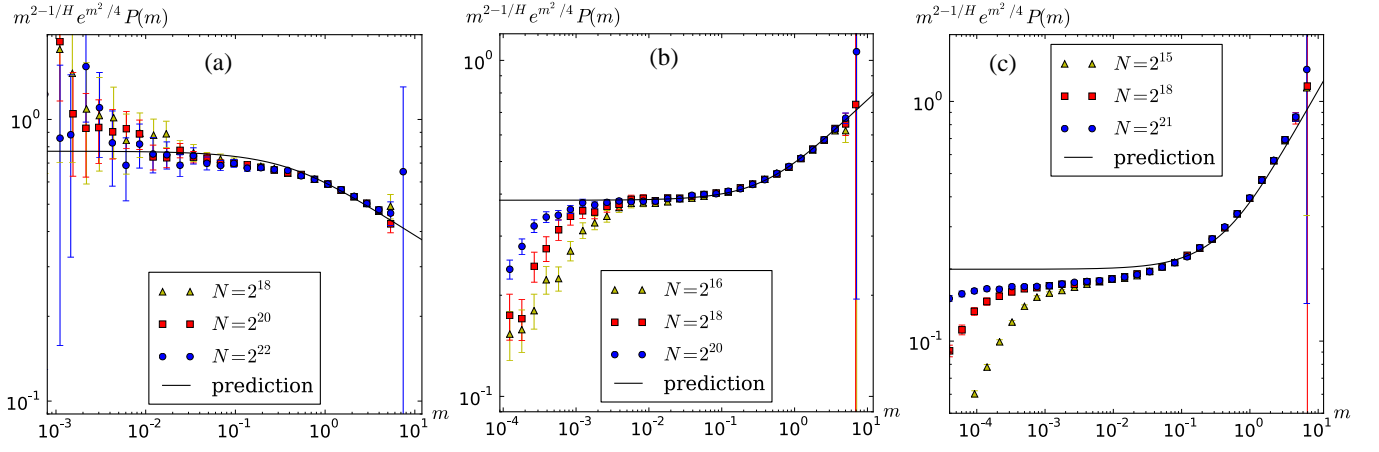 m^{2−1/H} e^{m^2/4} P(m)
(a)
10^0
10^{-1}
N=2^{18}
N=2^{20}
N=2^{22}
prediction
10^{-3} 10^{-2} 10^{-1} 10^0 10^1
m
m^{2−1/H} e^{m^2/4} P(m)
(b)
10^0
10^{-1}
N=2^{16}
N=2^{18}
N=2^{20}
prediction
10^{-4} 10^{-3} 10^{-2} 10^{-1} 10^0 10^1
m
m^{2−1/H} e^{m^2/4} P(m)
(c)
10^0
10^{-1}
N=2^{15}
N=2^{18}
N=2^{21}
prediction
10^{-4} 10^{-3} 10^{-2} 10^{-1} 10^0 10^1
m